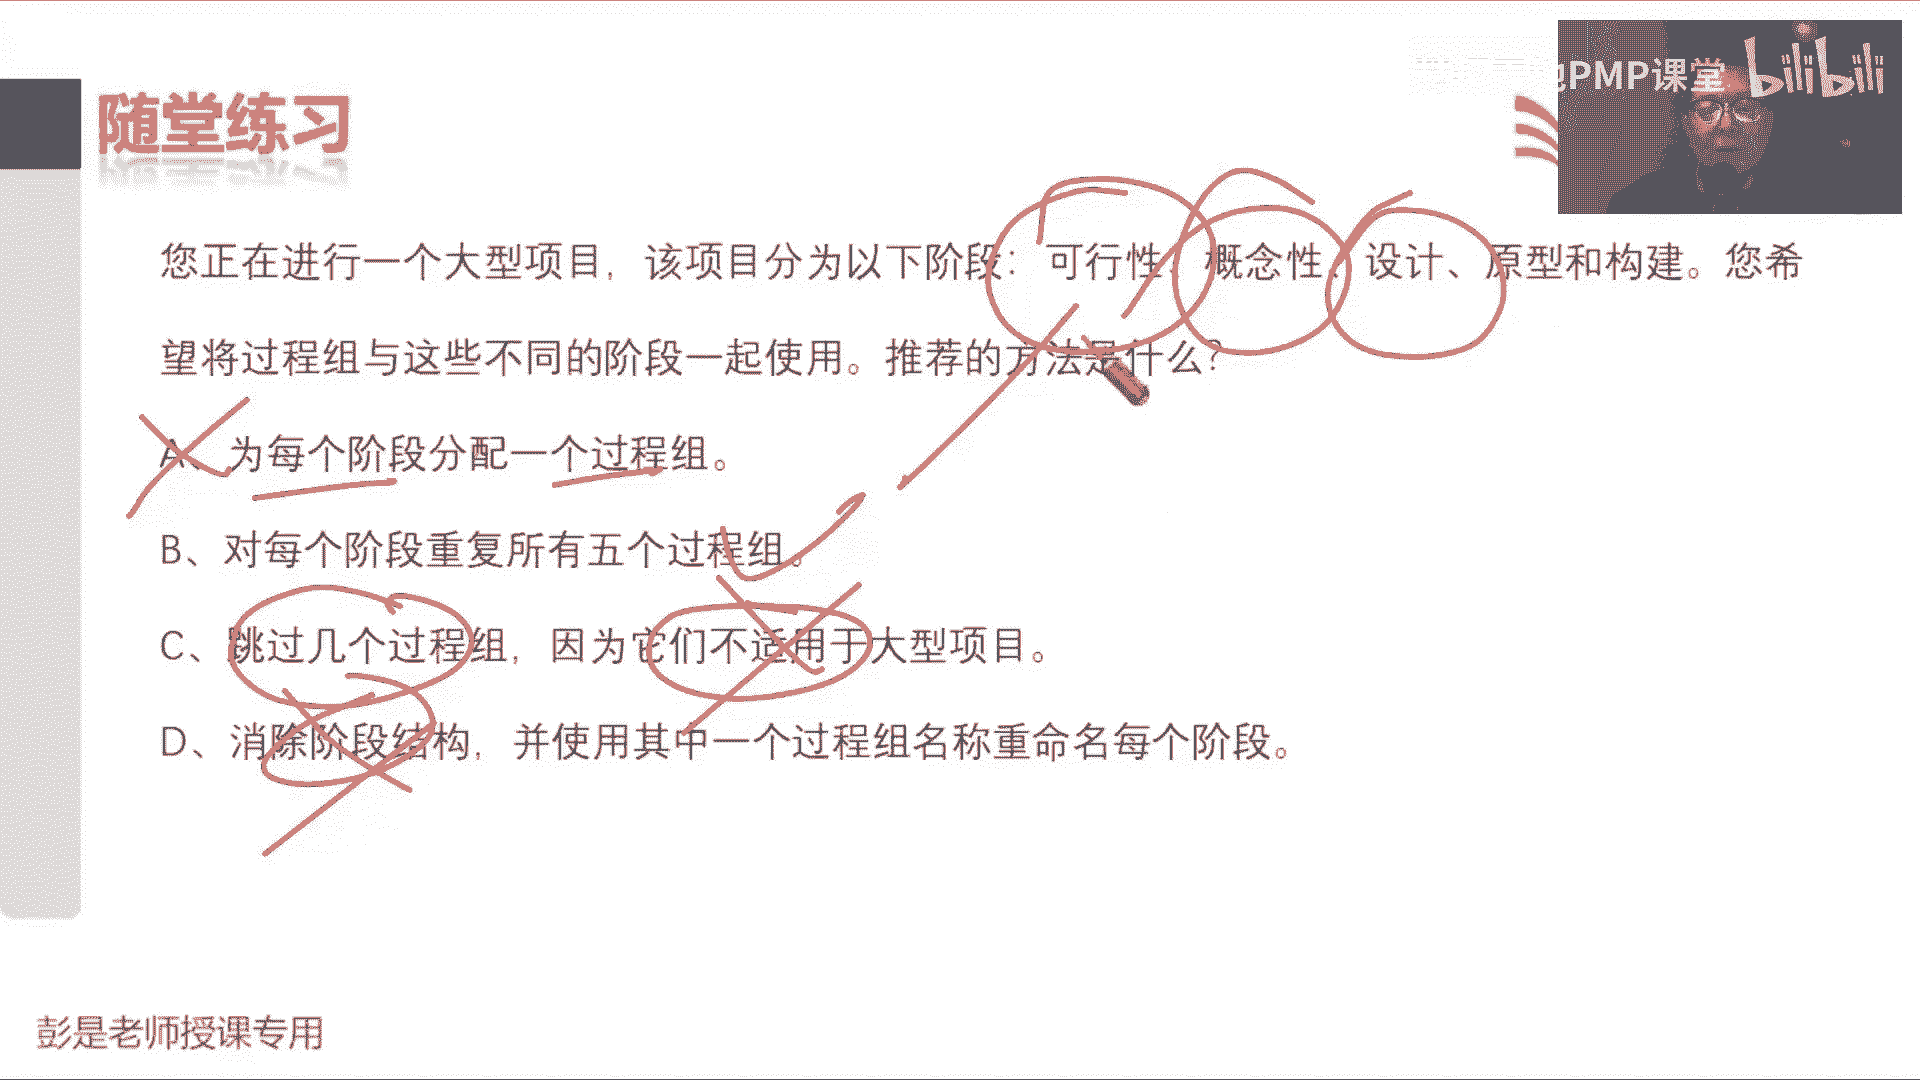 PMP课堂 bilibili
随堂练习
您正在进行一个大型项目，该项目分为以下阶段：可行性、概念性、设计、原型和构建。您希
望将过程组与这些不同的阶段一起使用。推荐的方法是什么？
A、为每个阶段分配一个过程组。
B、对每个阶段重复所有五个过程组。
C、跳过几个过程组，因为它们不适用于大型项目。
D、消除阶段结构，并使用其中一个过程组名称重命名每个阶段。
彭是老师授课专用